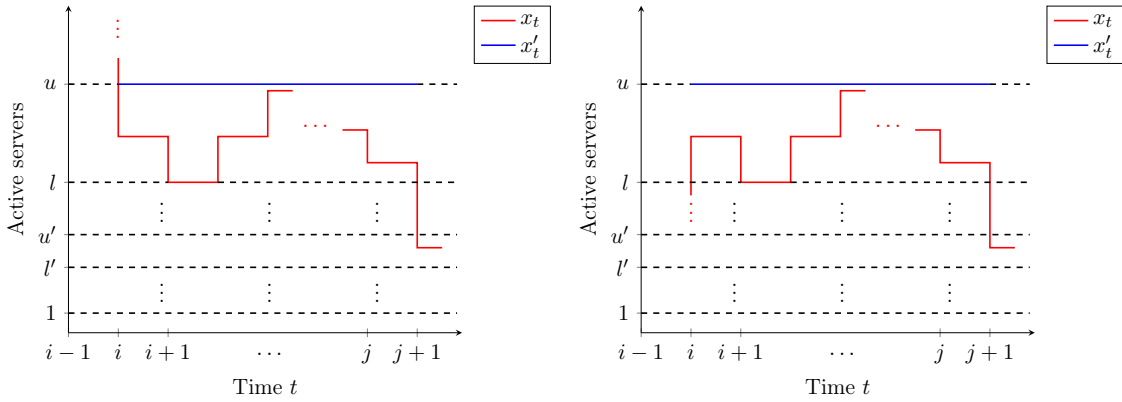 x_t
x'_t
Active servers
u
l
u'
l'
1
i − 1 i i + 1 ⋯ j j + 1
Time t
x_t
x'_t
Active servers
u
l
u'
l'
1
i − 1 i i + 1 ⋯ j j + 1
Time t